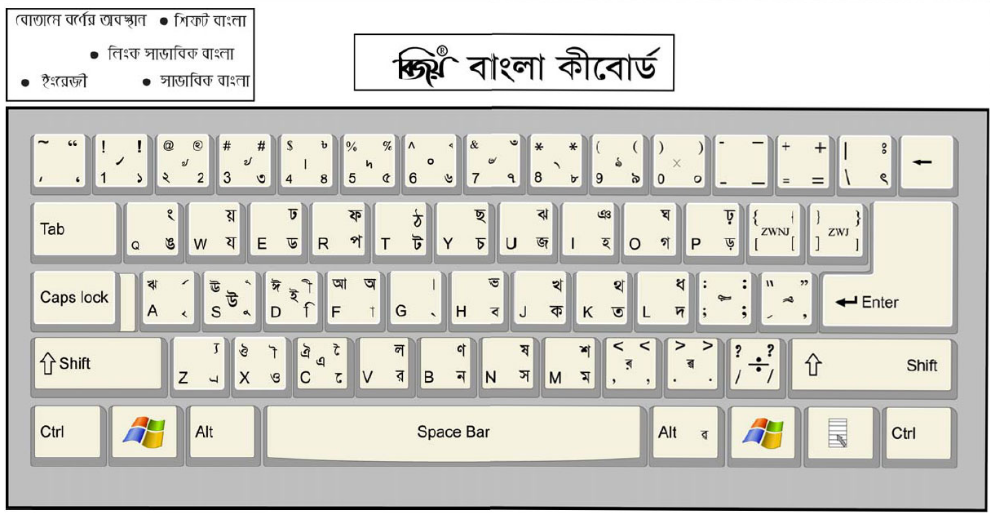 বোতামে বর্ণের অবস্থান ● শিফট বাংলা
● লিংক সাভাবিক বাংলা
● ইংরেজী ● সাভাবিক বাংলা
বিজয়® বাংলা কীবোর্ড
~ “ ! ! @ # # $ ৳ % % ^ & * * ( ( ) ) - – + + | ঃ ←
1 ১ ২ 2 3 ৩ 4 ৪ 5 ৫ 6 ৬ 7 ৭ 8 ৮ 9 ৯ 0 ০ – – = = \ ৎ
Tab ং য় ঢ ফ ঠ ছ ঝ ঞ ঘ ঢ় { ZWNJ { } ZWJ }
Q ঙ W য E ড R প T ট Y চ U জ I হ O গ P ড় [ [ ] ]
Caps lock ঋ উ ঊ ঈ ই ী আ অ । ভ খ থ ধ : : " ” Enter
A ৃ S ু D ি F া G ্ H ব J ক K ত L দ ; ; ' ,
Shift ঔ ঐ এ ল ণ ষ শ < < > > ? ? ÷ Shift
Z X ও C ে V র B ন N স M ম , , . . / /
Ctrl Alt Space Bar Alt Ctrl